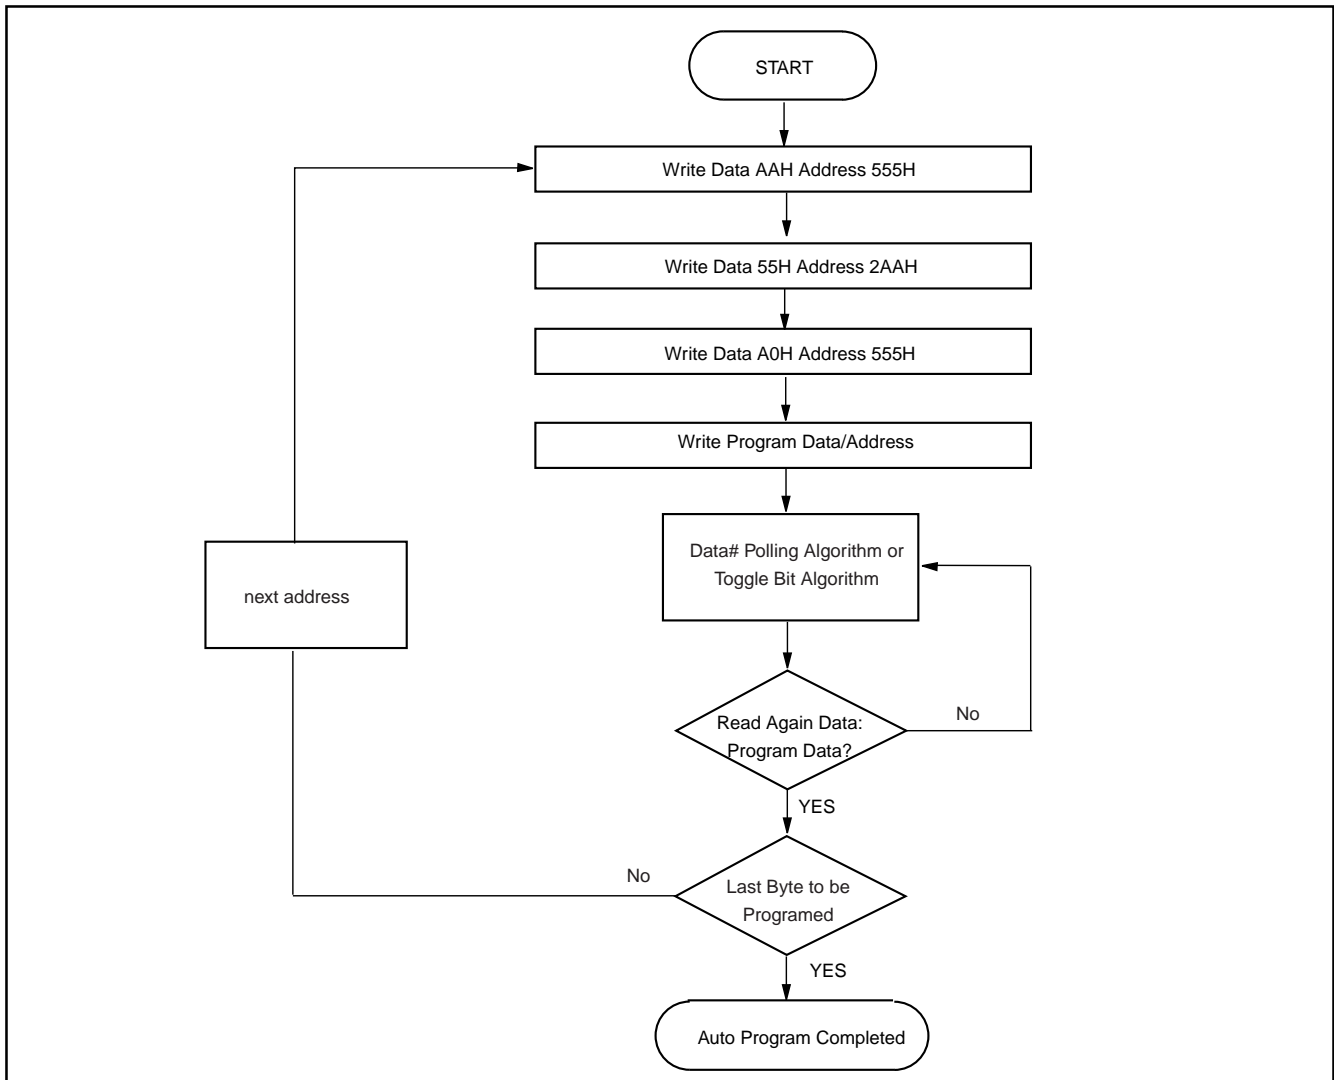 START
Write Data AAH Address 555H
Write Data 55H Address 2AAH
Write Data A0H Address 555H
Write Program Data/Address
Data# Polling Algorithm or
Toggle Bit Algorithm
next address
Read Again Data:
Program Data?
No
YES
No
Last Byte to be
Programed
YES
Auto Program Completed